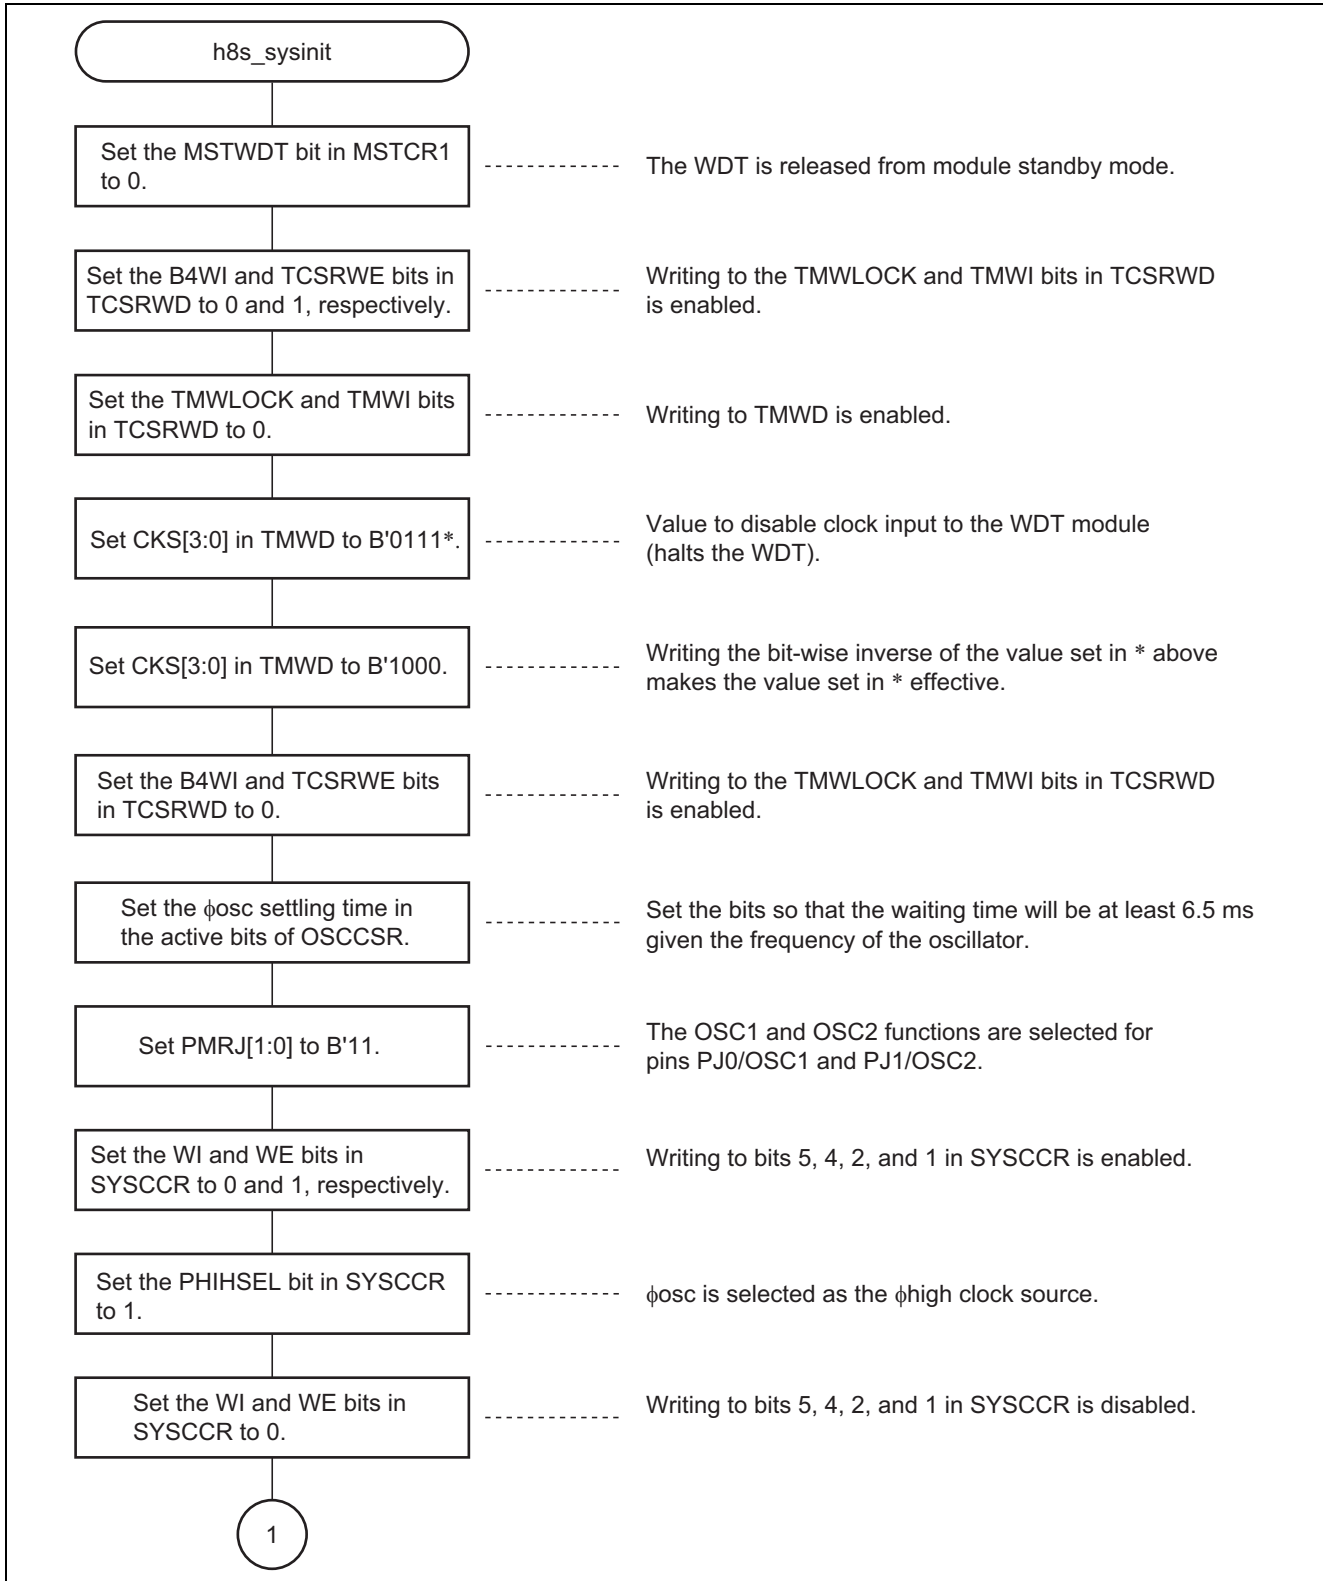 h8s_sysinit
Set the MSTWDT bit in MSTCR1
to 0.
The WDT is released from module standby mode.
Set the B4WI and TCSRWE bits in
TCSRWD to 0 and 1, respectively.
Writing to the TMWLOCK and TMWI bits in TCSRWD
is enabled.
Set the TMWLOCK and TMWI bits
in TCSRWD to 0.
Writing to TMWD is enabled.
Set CKS[3:0] in TMWD to B'0111*.
Value to disable clock input to the WDT module
(halts the WDT).
Set CKS[3:0] in TMWD to B'1000.
Writing the bit-wise inverse of the value set in * above
makes the value set in * effective.
Set the B4WI and TCSRWE bits
in TCSRWD to 0.
Writing to the TMWLOCK and TMWI bits in TCSRWD
is enabled.
Set the ϕosc settling time in
the active bits of OSCCSR.
Set the bits so that the waiting time will be at least 6.5 ms
given the frequency of the oscillator.
Set PMRJ[1:0] to B'11.
The OSC1 and OSC2 functions are selected for
pins PJ0/OSC1 and PJ1/OSC2.
Set the WI and WE bits in
SYSCCR to 0 and 1, respectively.
Writing to bits 5, 4, 2, and 1 in SYSCCR is enabled.
Set the PHIHSEL bit in SYSCCR
to 1.
ϕosc is selected as the ϕhigh clock source.
Set the WI and WE bits in
SYSCCR to 0.
Writing to bits 5, 4, 2, and 1 in SYSCCR is disabled.
1